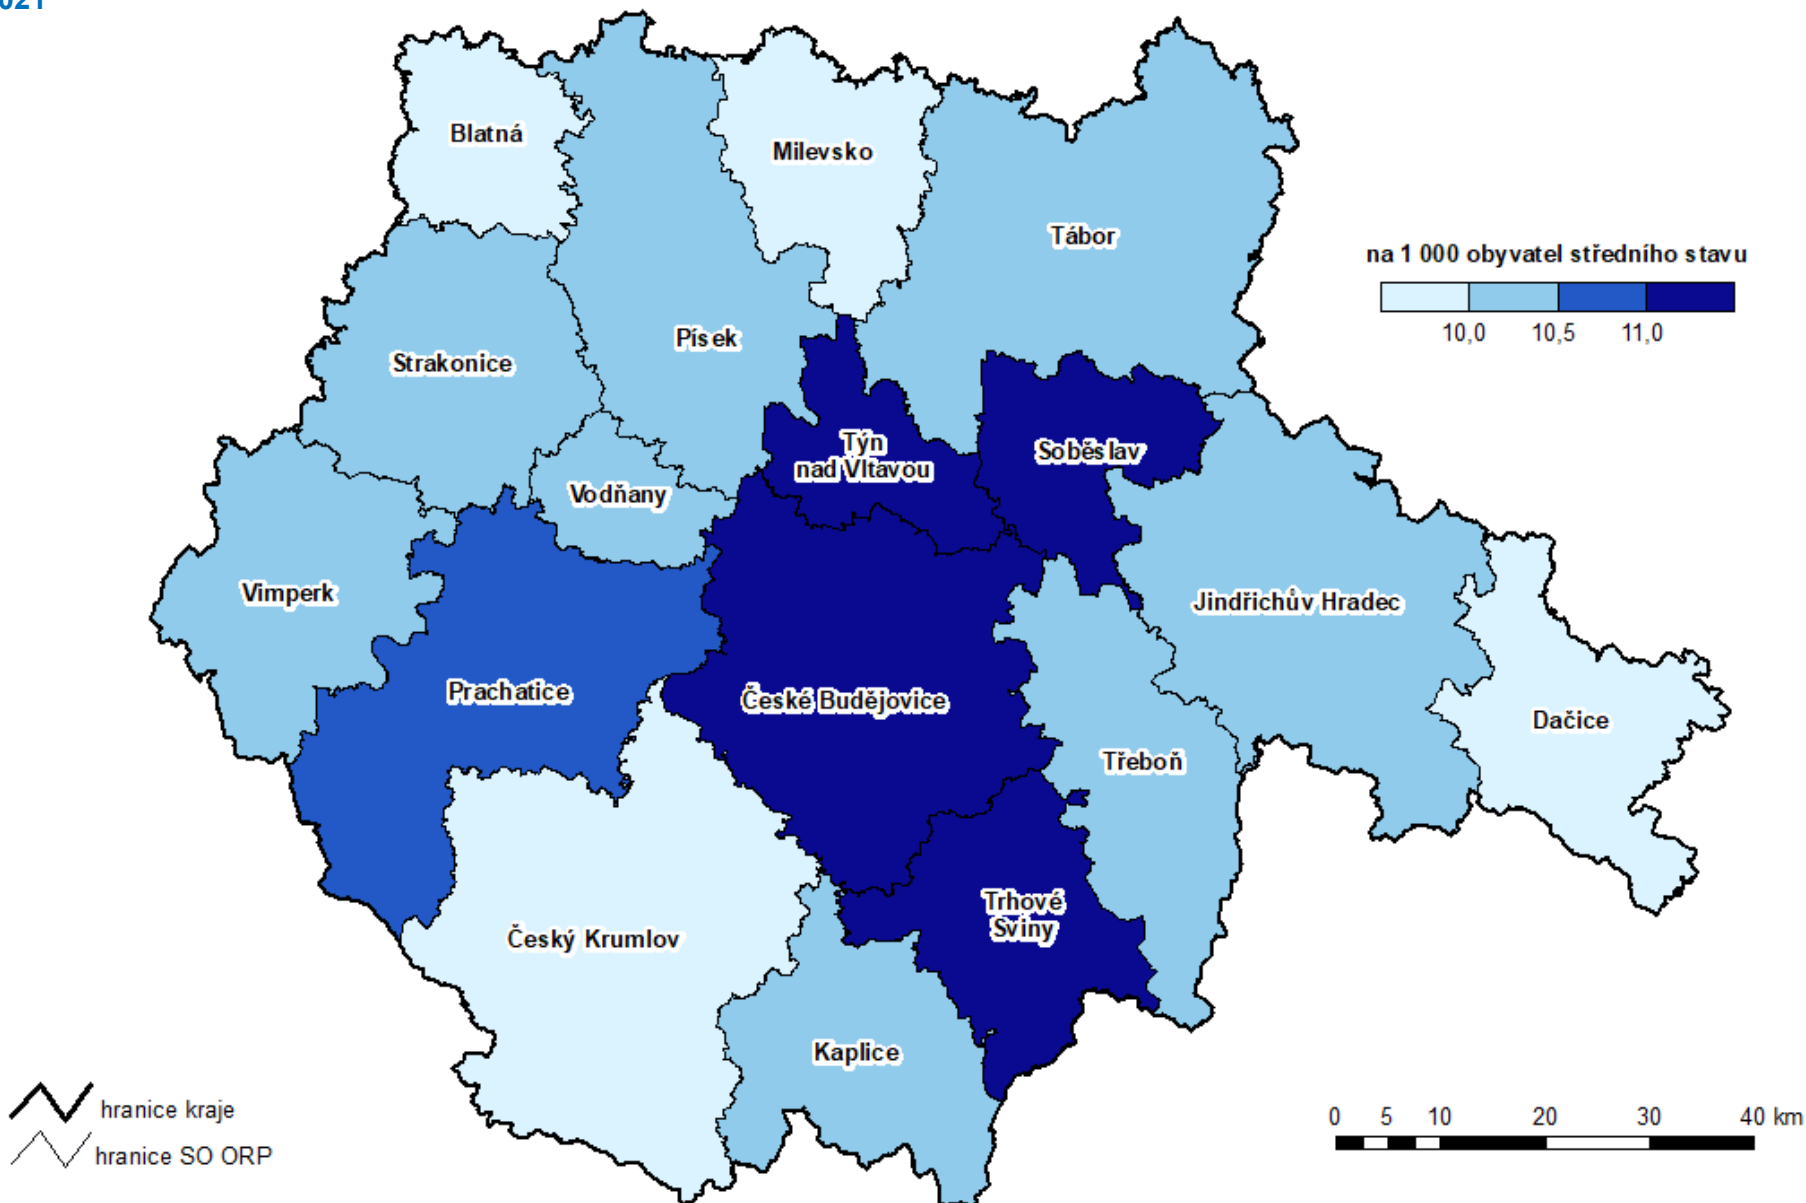 2021
Blatná
Milevsko
Tábor
na 1 000 obyvatel středního stavu
10,0 10,5 11,0
Písek
Strakonice
Týn
nad Vltavou
Soběslav
Vodňany
Vimperk
Jindřichův Hradec
Prachatice
České Budějovice
Dačice
Třeboň
Trhové
Sviny
Český Krumlov
Kaplice
hranice kraje
hranice SO ORP
0 5 10 20 30 40 km